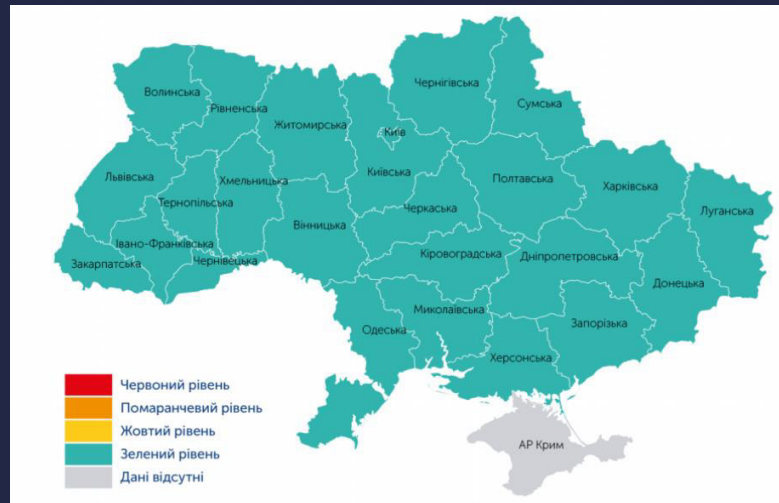 Чернігівська
Волинська
Сумська
Рівненська
Житомирська
Київ
Київська
Львівська
Хмельницька
Полтавська
Харківська
Тернопільська
Черкаська
Луганська
Вінницька
Івано-Франківська
Кіровоградська
Дніпропетровська
Закарпатська
Чернівецька
Донецька
Миколаївська
Запорізька
Одеська
Херсонська
АР Крим
Червоний рівень
Помаранчевий рівень
Жовтий рівень
Зелений рівень
Дані відсутні